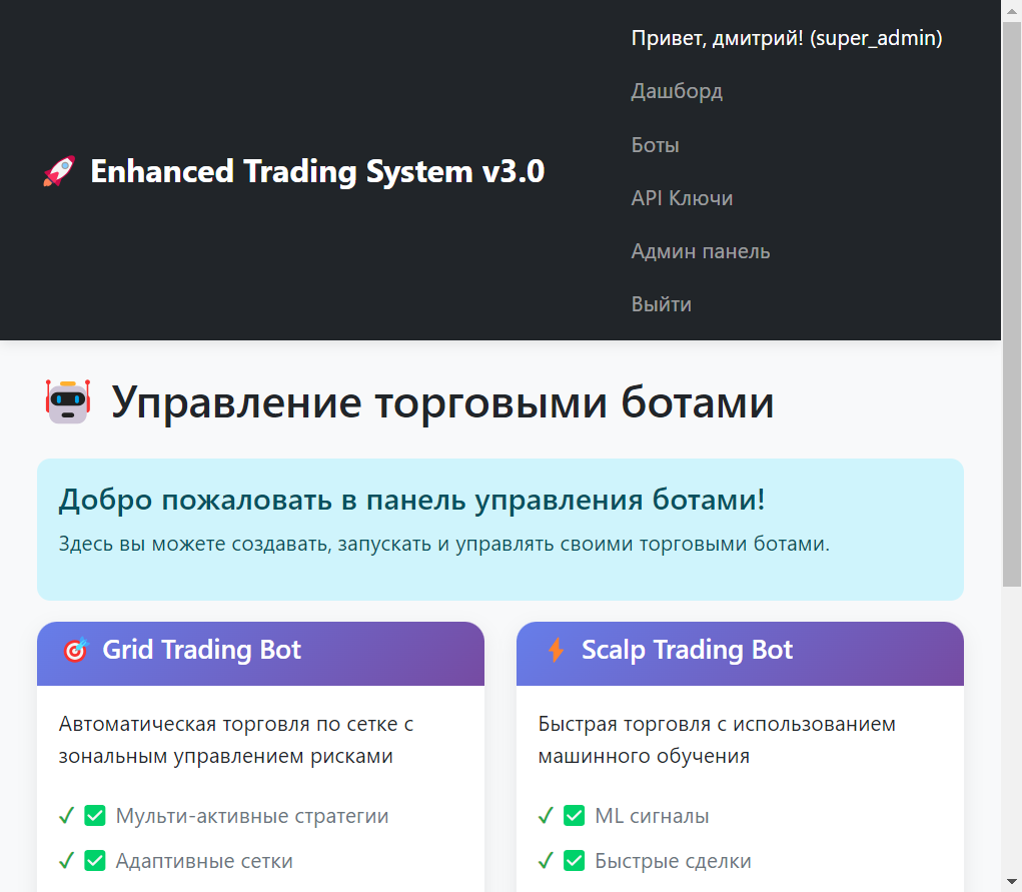 Привет, дмитрий! (super_admin)
Дашборд
Боты
🚀 Enhanced Trading System v3.0
API Ключи
Админ панель
Выйти
🤖 Управление торговыми ботами
Добро пожаловать в панель управления ботами!
Здесь вы можете создавать, запускать и управлять своими торговыми ботами.
🎯 Grid Trading Bot
Автоматическая торговля по сетке с
зональным управлением рисками
✓ ✅ Мульти-активные стратегии
✓ ✅ Адаптивные сетки
⚡ Scalp Trading Bot
Быстрая торговля с использованием
машинного обучения
✓ ✅ ML сигналы
✓ ✅ Быстрые сделки